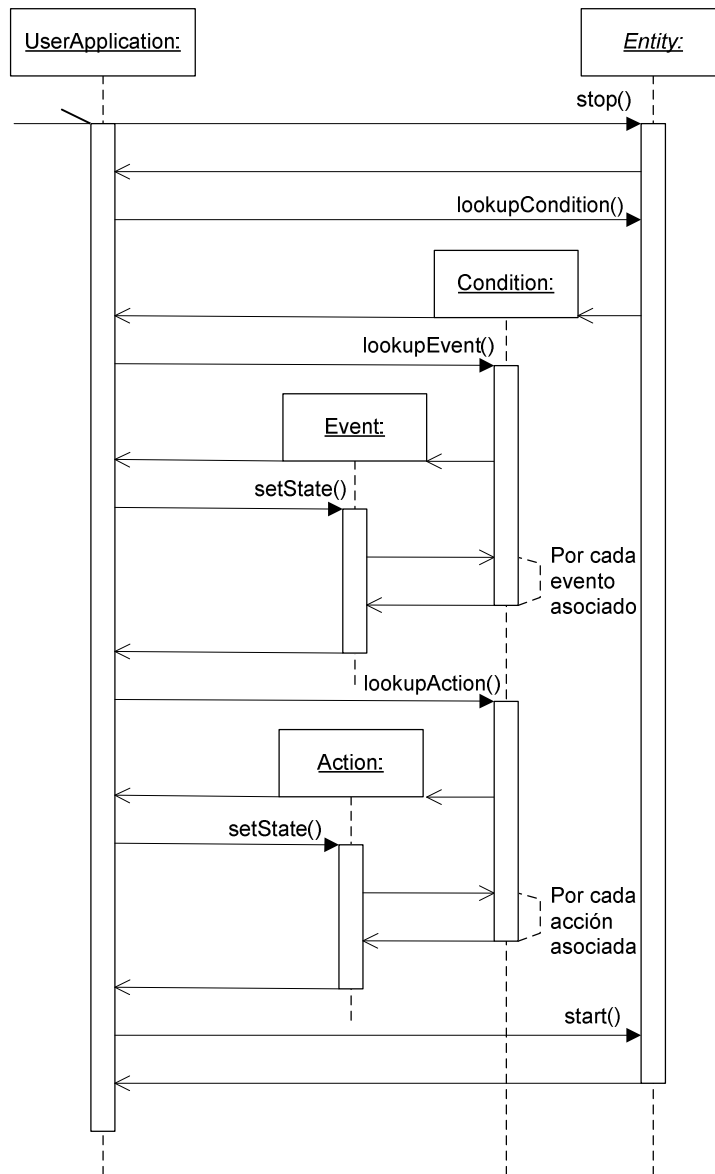 UserApplication:
Entity:
stop()
lookupCondition()
Condition:
lookupEvent()
Event:
setState()
Por cada
evento
asociado
lookupAction()
Action:
setState()
Por cada
acción
asociada
start()